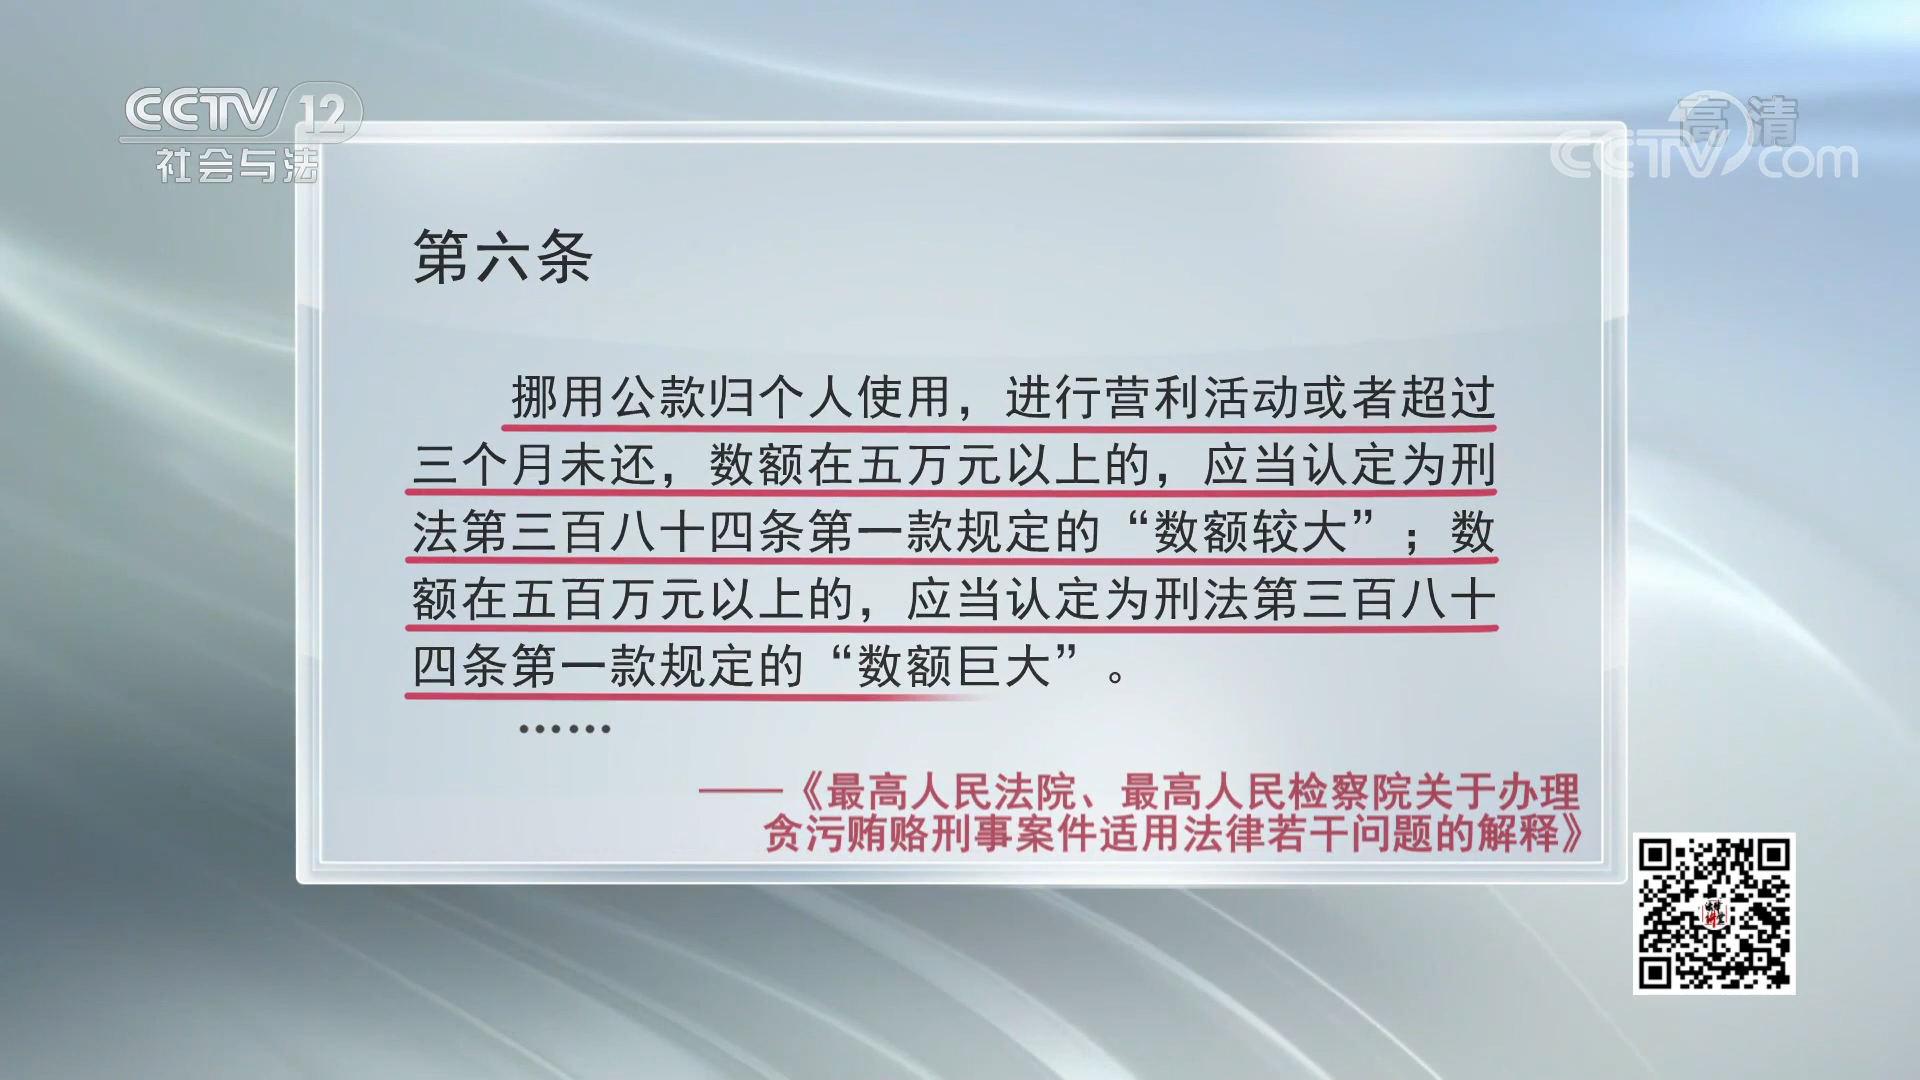 CCTV 12
社会与法
高清
CCTV.com
第六条
挪用公款归个人使用，进行营利活动或者超过
三个月未还，数额在五万元以上的，应当认定为刑
法第三百八十四条第一款规定的“数额较大”；数
额在五百万元以上的，应当认定为刑法第三百八十
四条第一款规定的“数额巨大”。
……
——《最高人民法院、最高人民检察院关于办理
贪污贿赂刑事案件适用法律若干问题的解释》